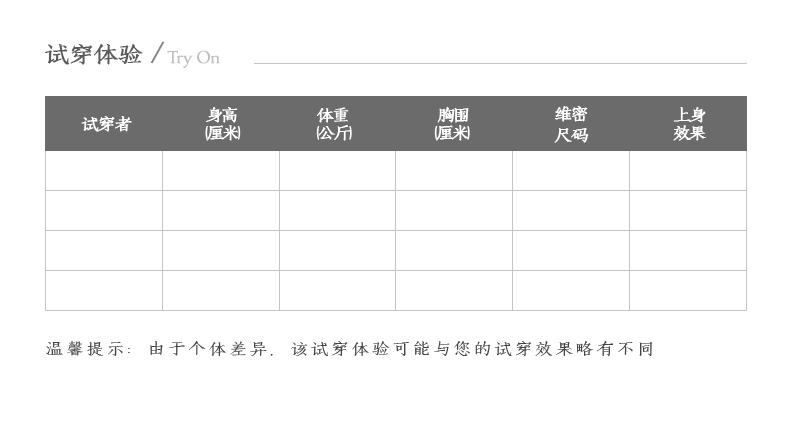 试穿体验 / Try On
试穿者 身高(厘米) 体重(公斤) 胸围(厘米) 维密尺码 上身效果
温馨提示: 由于个体差异, 该试穿体验可能与您的试穿效果略有不同